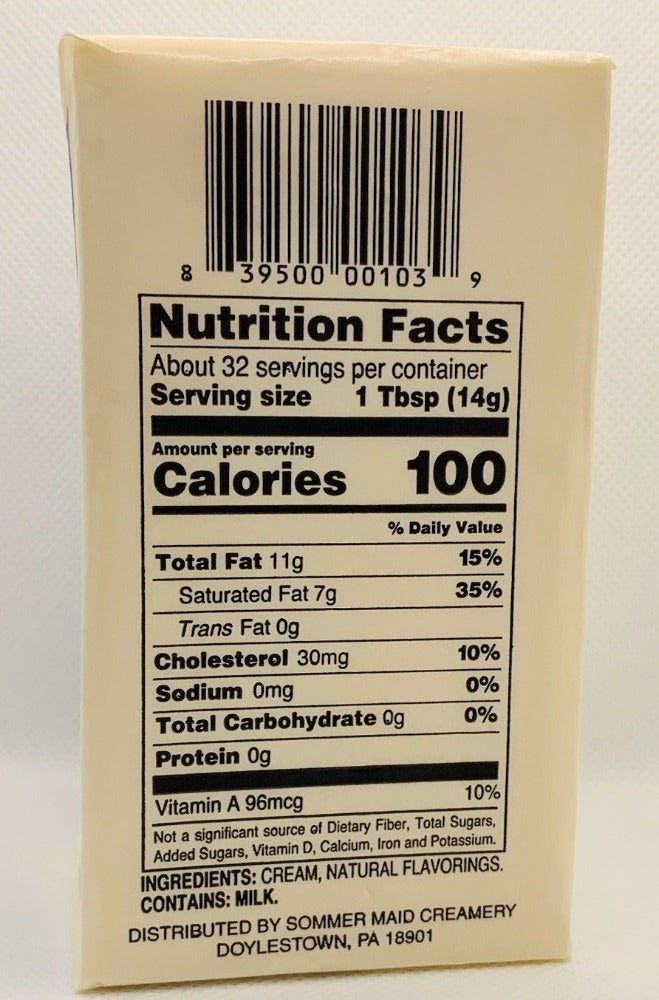 8 39500 00103 9
Nutrition Facts
About 32 servings per container
Serving size 1 Tbsp (14g)
Amount per serving
Calories 100
% Daily Value
Total Fat 11g 15%
Saturated Fat 7g 35%
Trans Fat 0g
Cholesterol 30mg 10%
Sodium 0mg 0%
Total Carbohydrate 0g 0%
Protein 0g
Vitamin A 96mcg 10%
Not a significant source of Dietary Fiber, Total Sugars,
Added Sugars, Vitamin D, Calcium, Iron and Potassium.
INGREDIENTS: CREAM, NATURAL FLAVORINGS.
CONTAINS: MILK.
DISTRIBUTED BY SOMMER MAID CREAMERY
DOYLESTOWN, PA 18901